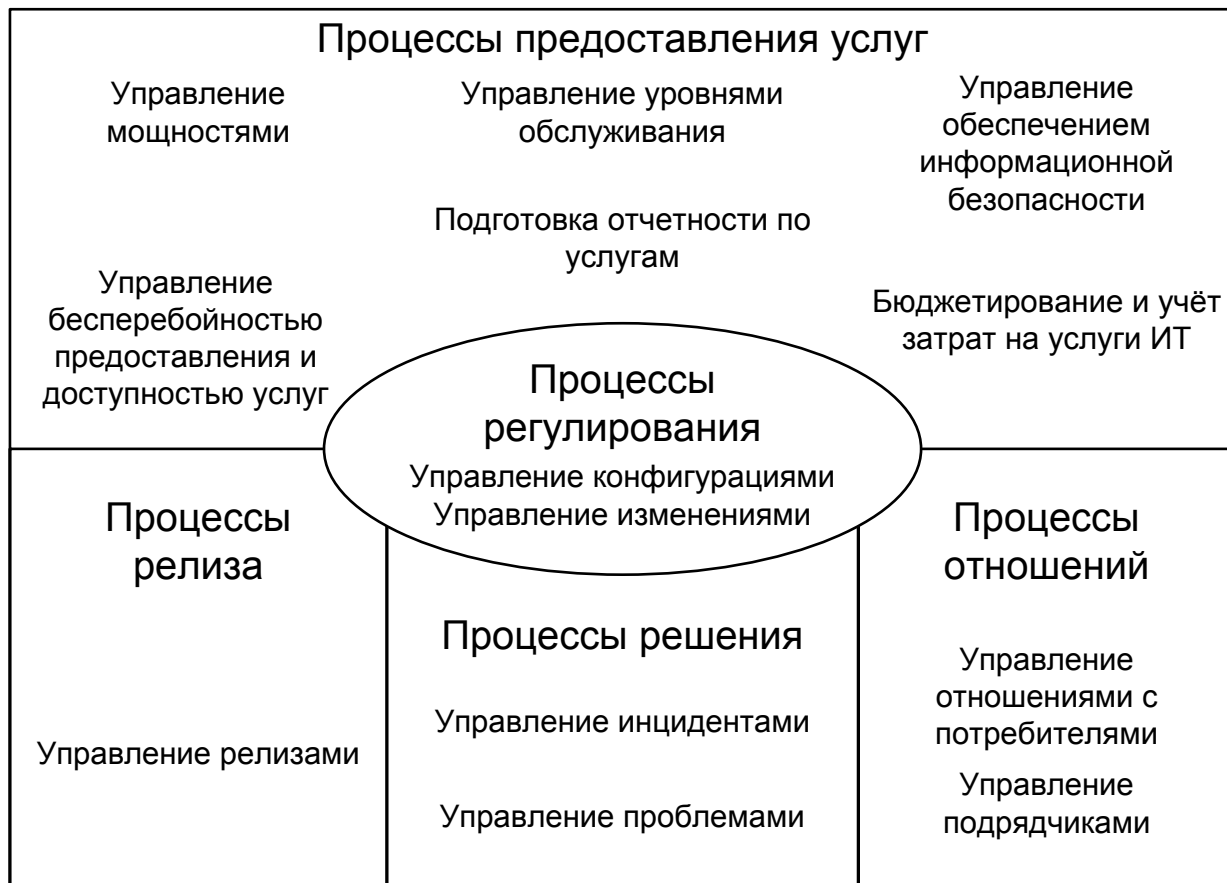 Процессы предоставления услуг
Управление
мощностями
Управление уровнями
обслуживания
Управление
обеспечением
информационной
безопасности
Подготовка отчетности по
услугам
Управление
бесперебойностью
предоставления и
доступностью услуг
Бюджетирование и учёт
затрат на услуги ИТ
Процессы
регулирования
Управление конфигурациями
Управление изменениями
Процессы
релиза
Управление релизами
Процессы решения
Управление инцидентами
Управление проблемами
Процессы
отношений
Управление
отношениями с
потребителями
Управление
подрядчиками